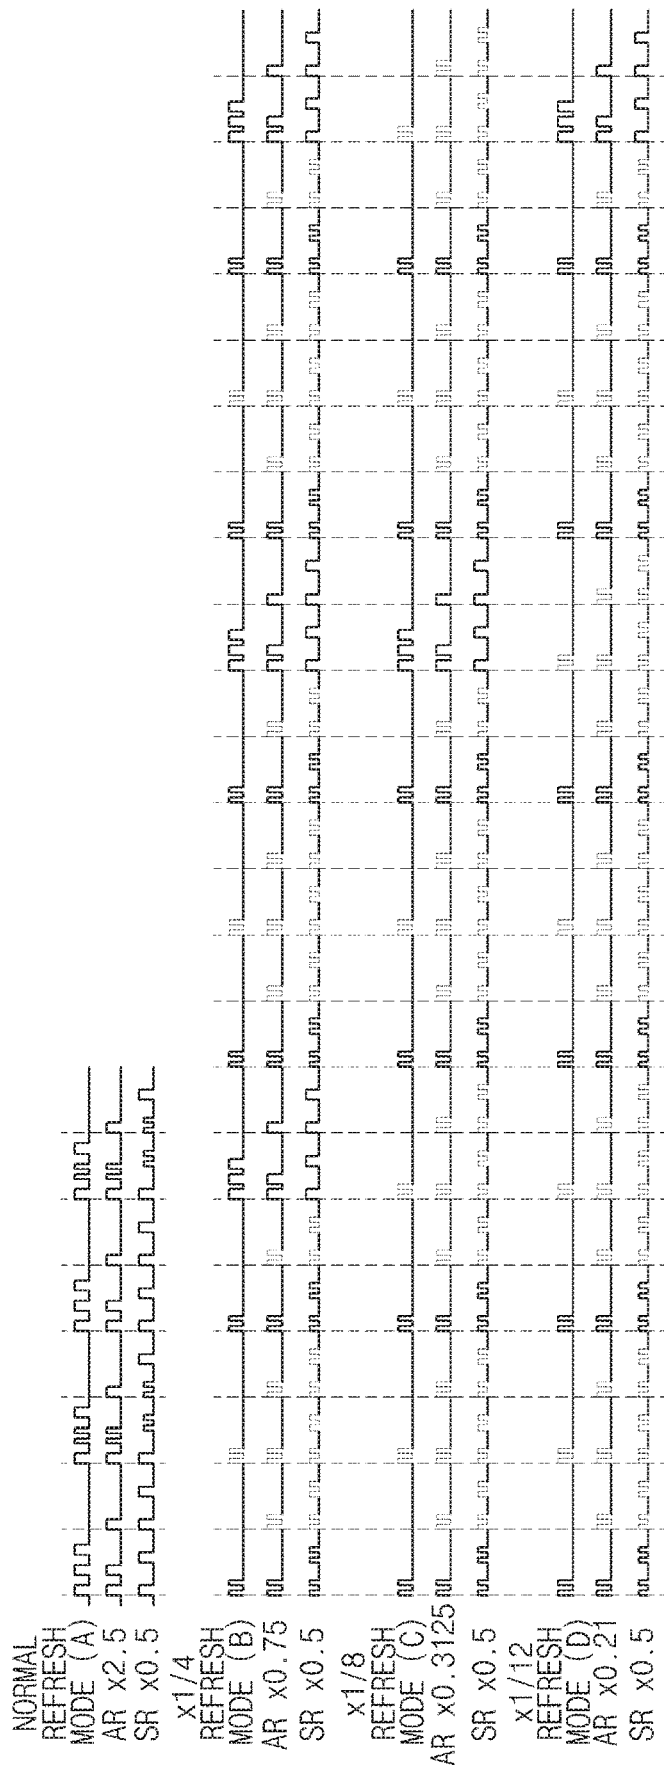 NORMAL
REFRESH
MODE (A)
AR x2.5
SR x0.5
x1/4
REFRESH
MODE (B)
AR x0.75
SR x0.5
x1/8
REFRESH
MODE (C)
AR x0.3125
SR x0.5
x1/12
REFRESH
MODE (D)
AR x0.21
SR x0.5